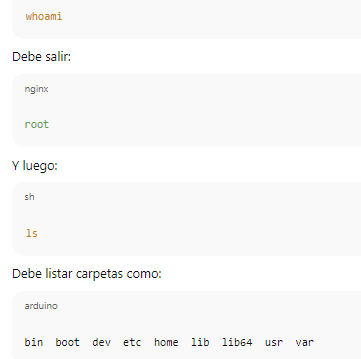 whoami
Debe salir:
nginx
root
Y luego:
sh
ls
Debe listar carpetas como:
arduino
bin boot dev etc home lib lib64 usr var